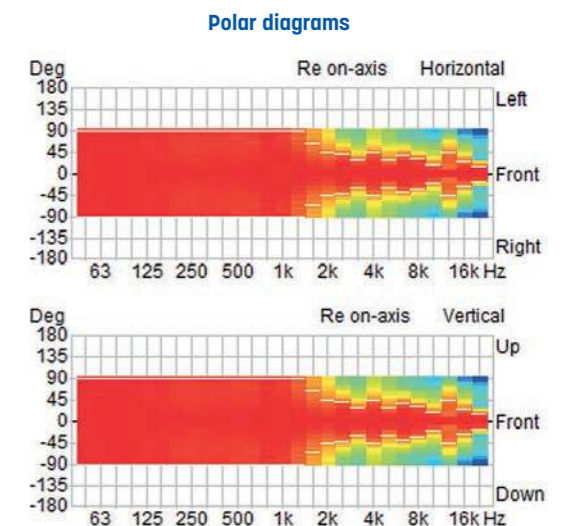 Polar diagrams
Deg Re on-axis Horizontal
180
Left
135
90
45
0 Front
-45
-90
-135
Right
-180
63 125 250 500 1k 2k 4k 8k 16k Hz
Deg Re on-axis Vertical
180
Up
135
90
45
0 Front
-45
-90
-135
Down
-180
63 125 250 500 1k 2k 4k 8k 16k Hz